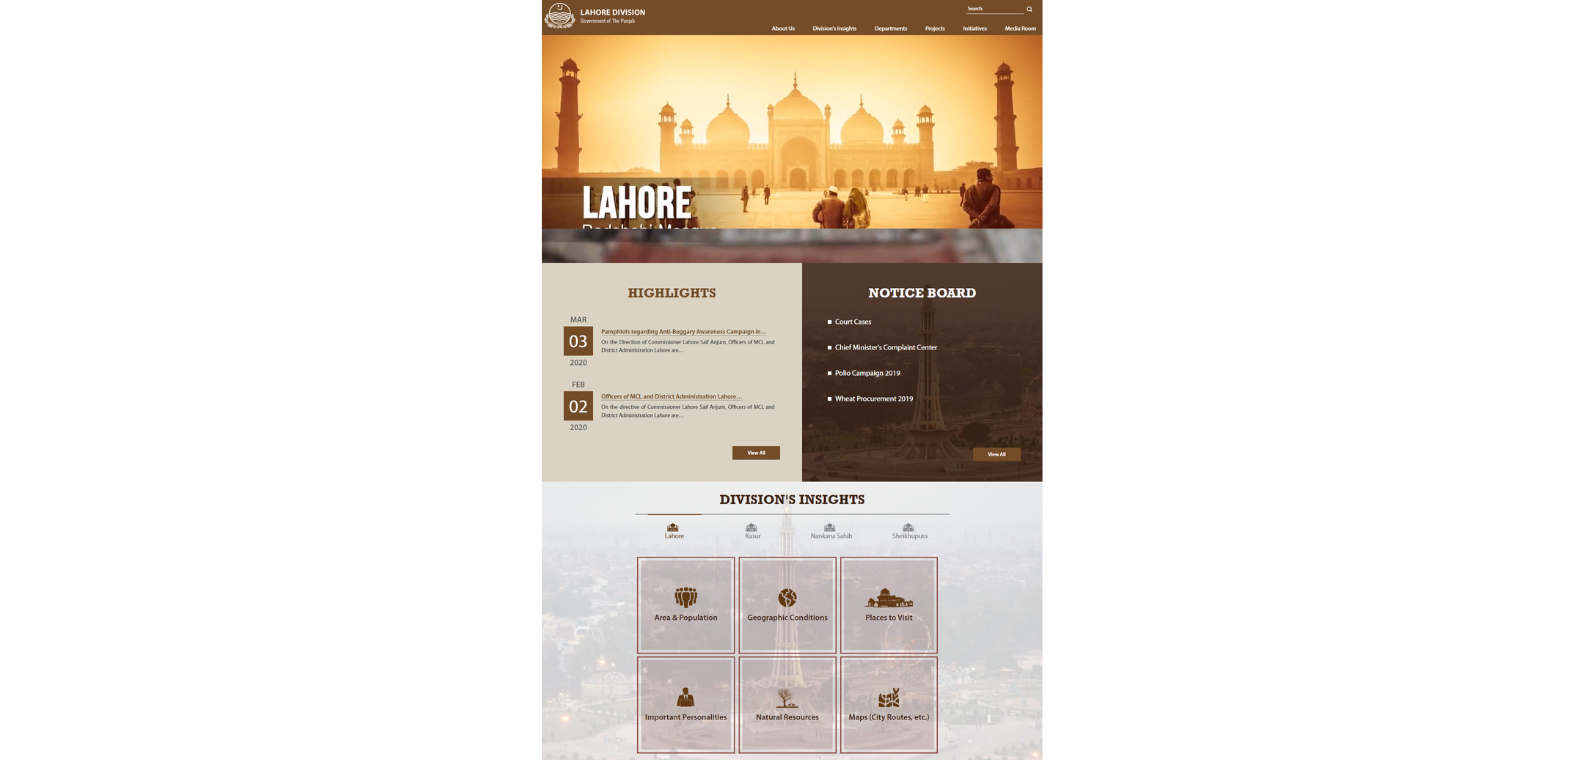 LAHORE DIVISION
Government of The Punjab
Search
About Us
Division's Insights
Departments
Projects
Initiatives
Media Room
LAHORE
Badshahi Mosque
HIGHLIGHTS
MAR
03
2020
Pamphlets regarding Anti-Beggary Awareness Campaign in...
On the Direction of Commissioner Lahore Saif Anjum, Officers of MCL and
District Administration Lahore are...
FEB
02
2020
Officers of MCL and District Administration Lahore...
On the directive of Commissioner Lahore Saif Anjum, Officers of MCL and
District Administration Lahore are...
View All
NOTICE BOARD
Court Cases
Chief Minister's Complaint Center
Polio Campaign 2019
Wheat Procurement 2019
View All
DIVISION'S INSIGHTS
Lahore
Kasur
Nankana Sahib
Sheikhupura
Area & Population
Geographic Conditions
Places to Visit
Important Personalities
Natural Resources
Maps (City Routes, etc.)